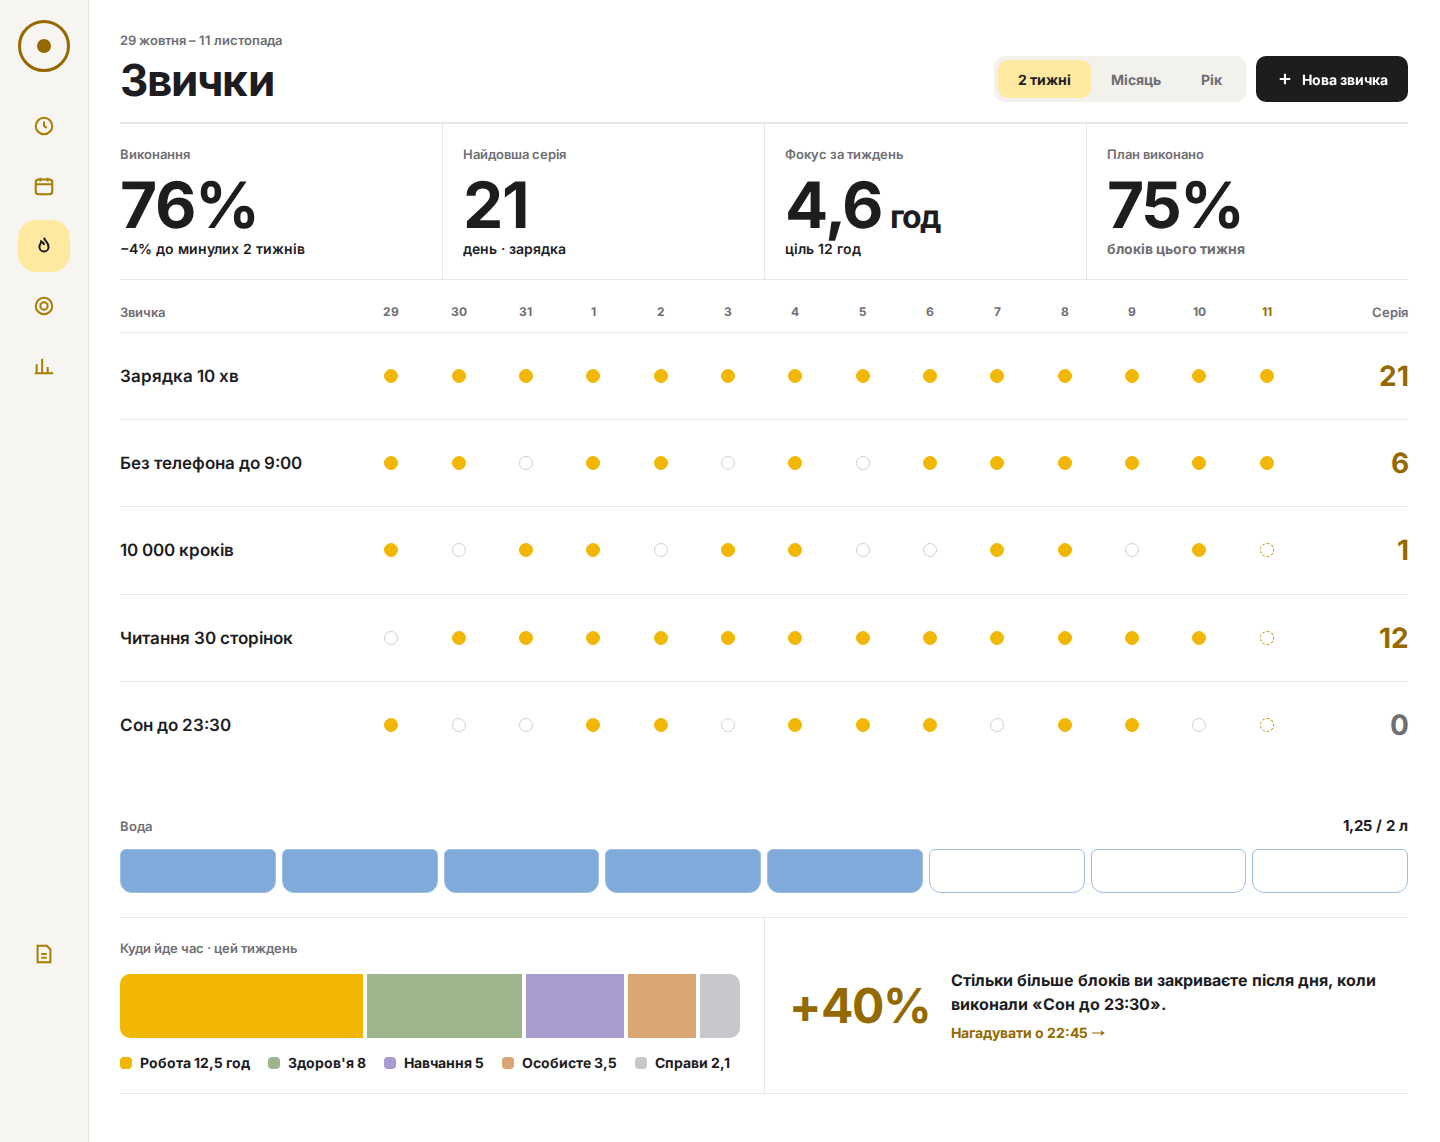 29 жовтня – 11 листопада
Звички
2 тижні Місяць Рік
+ Нова звичка
Виконання
76%
−4% до минулих 2 тижнів
Найдовша серія
21
день · зарядка
Фокус за тиждень
4,6 год
ціль 12 год
План виконано
75%
блоків цього тижня
Звичка 29 30 31 1 2 3 4 5 6 7 8 9 10 11 Серія
Зарядка 10 хв 21
Без телефона до 9:00 6
10 000 кроків 1
Читання 30 сторінок 12
Сон до 23:30 0
Вода 1,25 / 2 л
Куди йде час · цей тиждень
Робота 12,5 год Здоров'я 8 Навчання 5 Особисте 3,5 Справи 2,1
+40%
Стільки більше блоків ви закриваєте після дня, коли
виконали «Сон до 23:30».
Нагадувати о 22:45 →